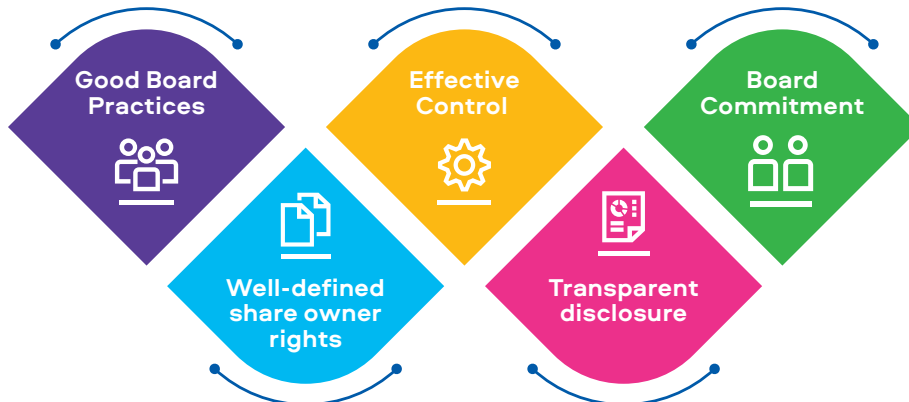 Good Board
Practices
Effective
Control
Board
Commitment
Well-defined
share owner
rights
Transparent
disclosure